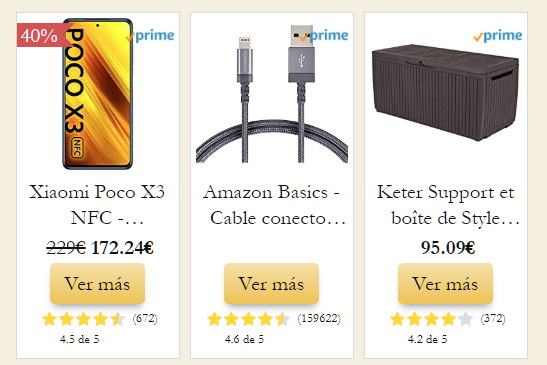 40%
prime
POCO X3
NFC
Xiaomi Poco X3
NFC -...
229€ 172.24€
Ver más
(672)
4.5 de 5
prime
Amazon Basics -
Cable conecto...
Ver más
(159622)
4.6 de 5
prime
Keter Support et
boîte de Style...
95.09€
Ver más
(372)
4.2 de 5